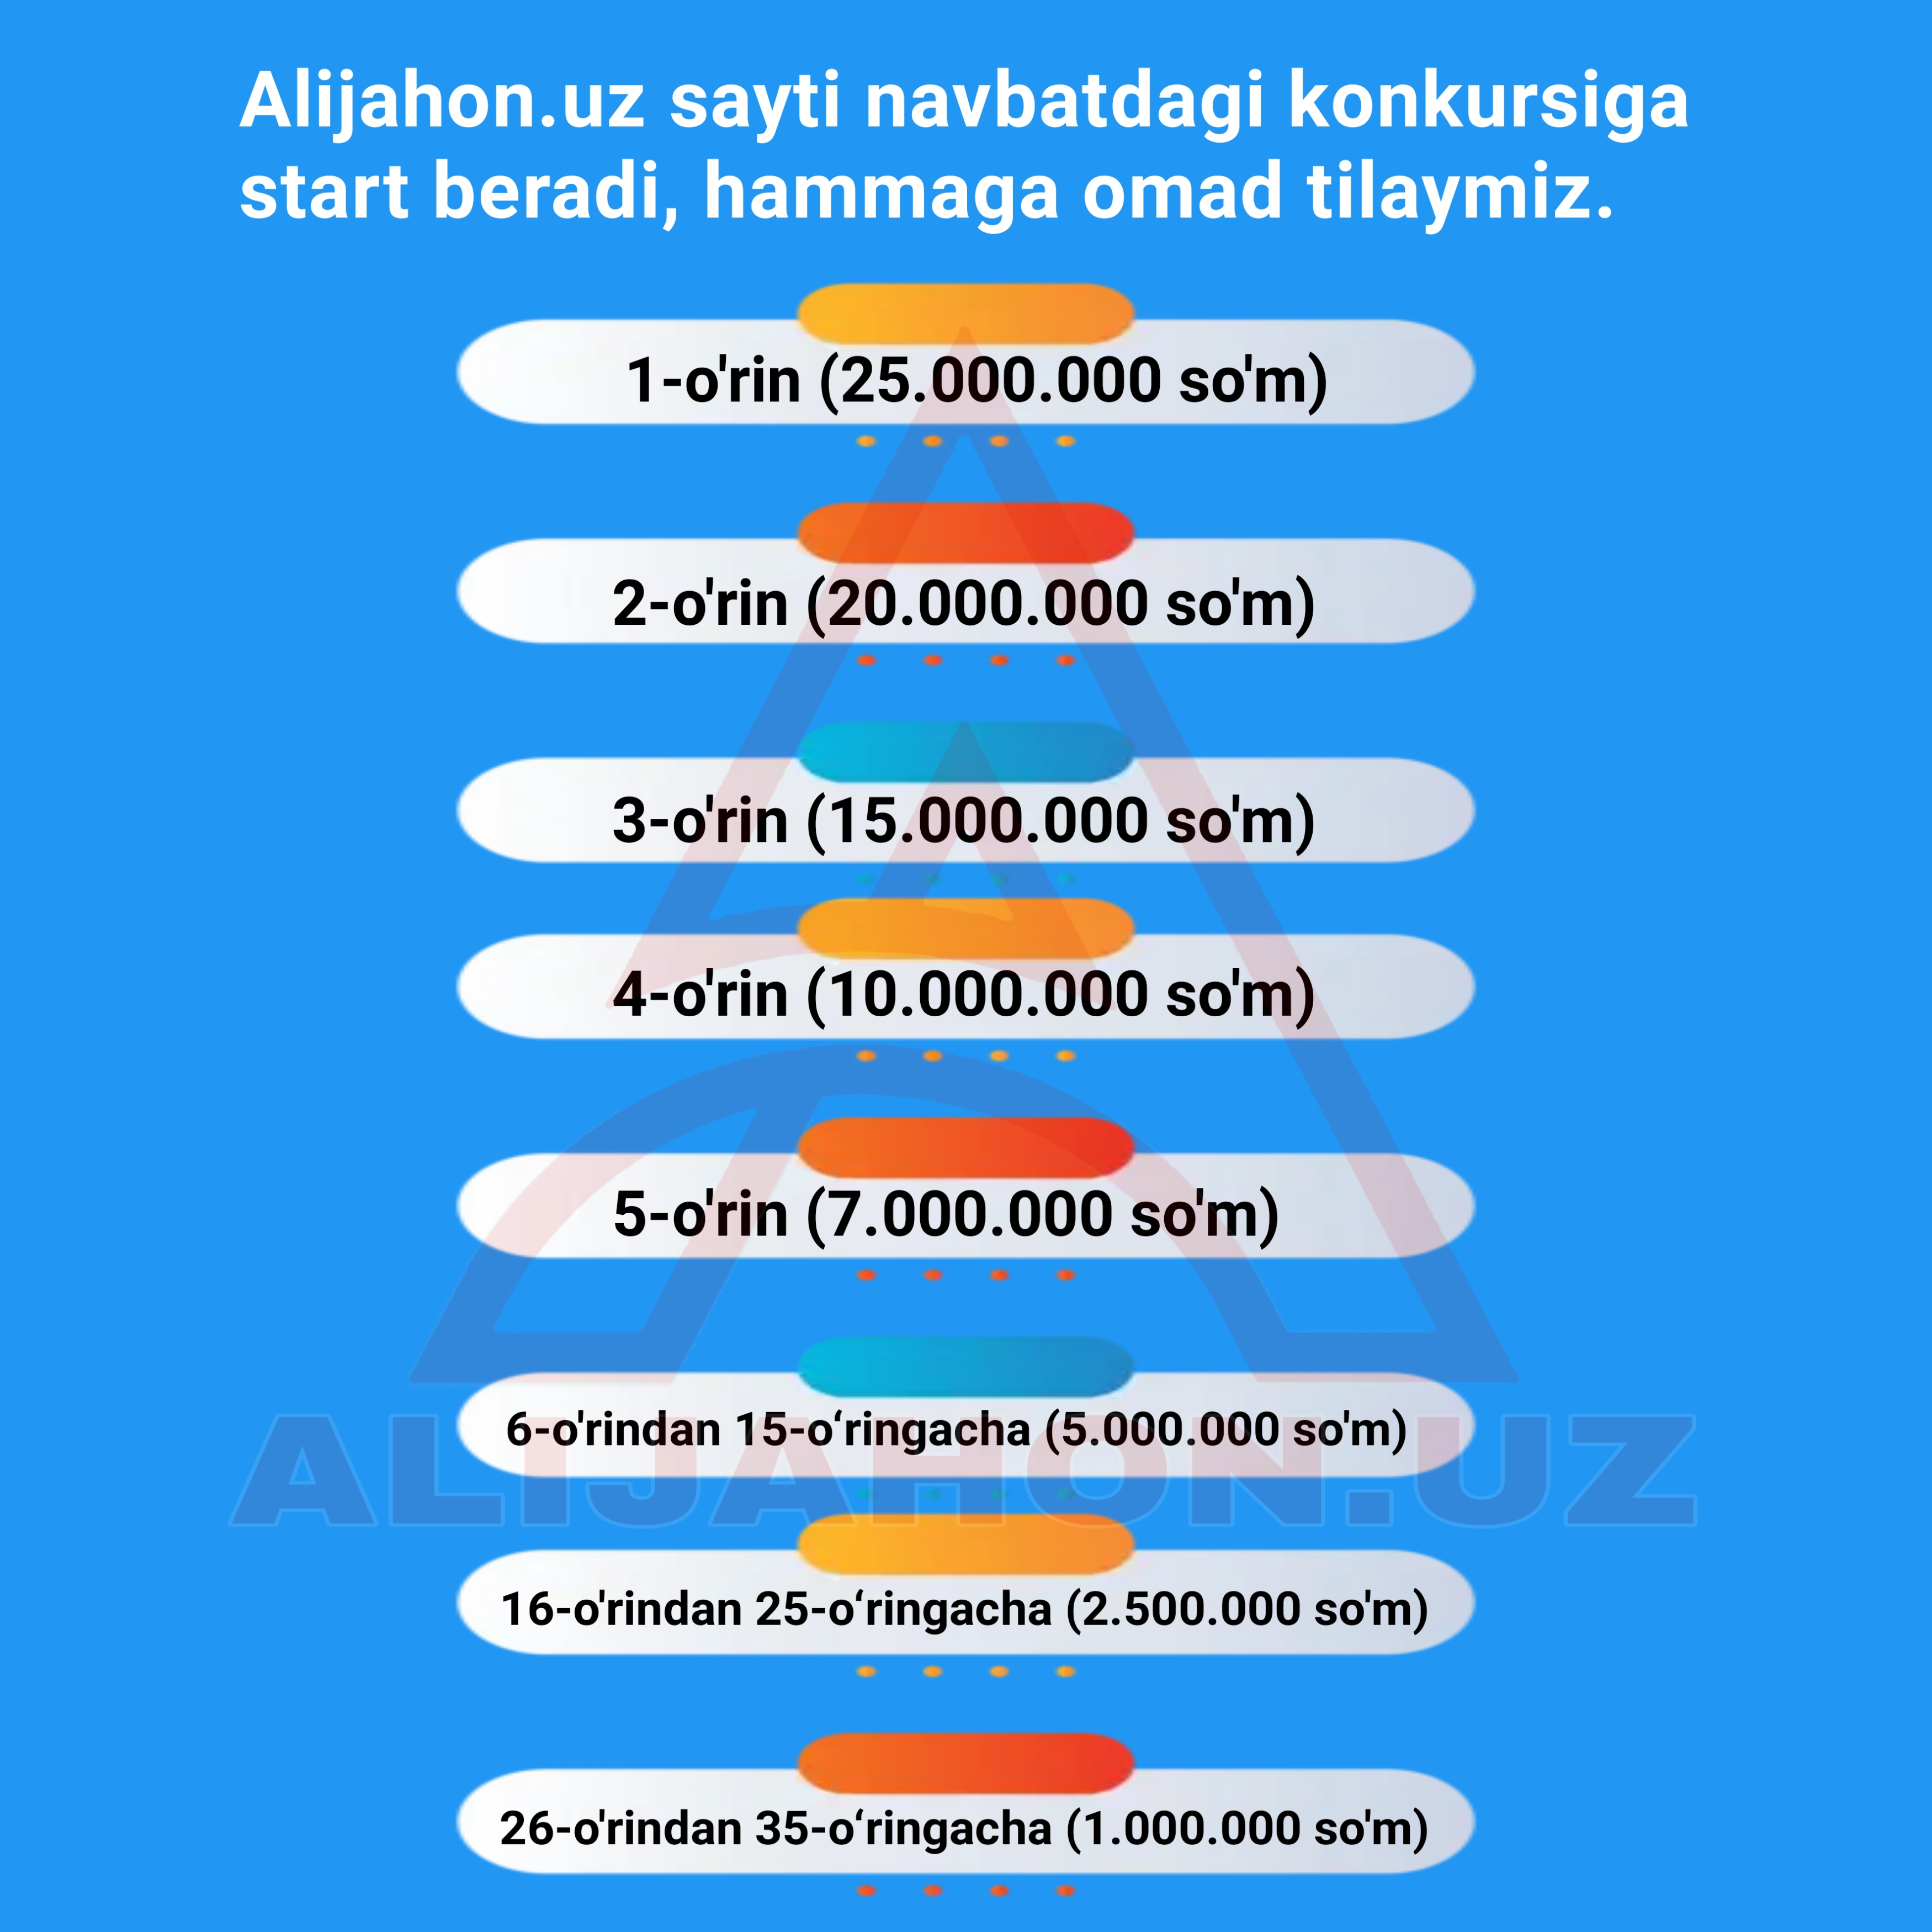 Alijahon.uz sayti navbatdagi konkursiga
start beradi, hammaga omad tilaymiz.
1-o'rin (25.000.000 so'm)
2-o'rin (20.000.000 so'm)
3-o'rin (15.000.000 so'm)
4-o'rin (10.000.000 so'm)
5-o'rin (7.000.000 so'm)
6-o'rindan 15-o‘ringacha (5.000.000 so'm)
ALIJAHON.UZ
16-o'rindan 25-o‘ringacha (2.500.000 so'm)
26-o'rindan 35-o‘ringacha (1.000.000 so'm)